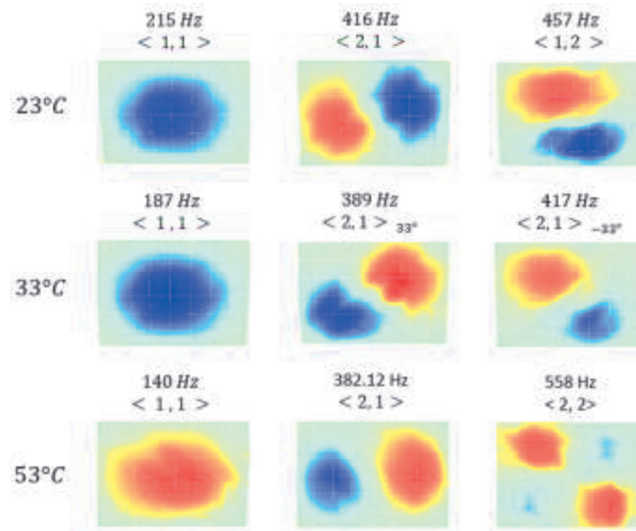 215 Hz 416 Hz 457 Hz
< 1, 1 > < 2, 1 > < 1, 2 >
23°C
187 Hz 389 Hz 417 Hz
< 1, 1 > < 2, 1 > 33° < 2, 1 > −33°
33°C
140 Hz 382.12 Hz 558 Hz
< 1, 1 > < 2, 1 > < 2, 2>
53°C